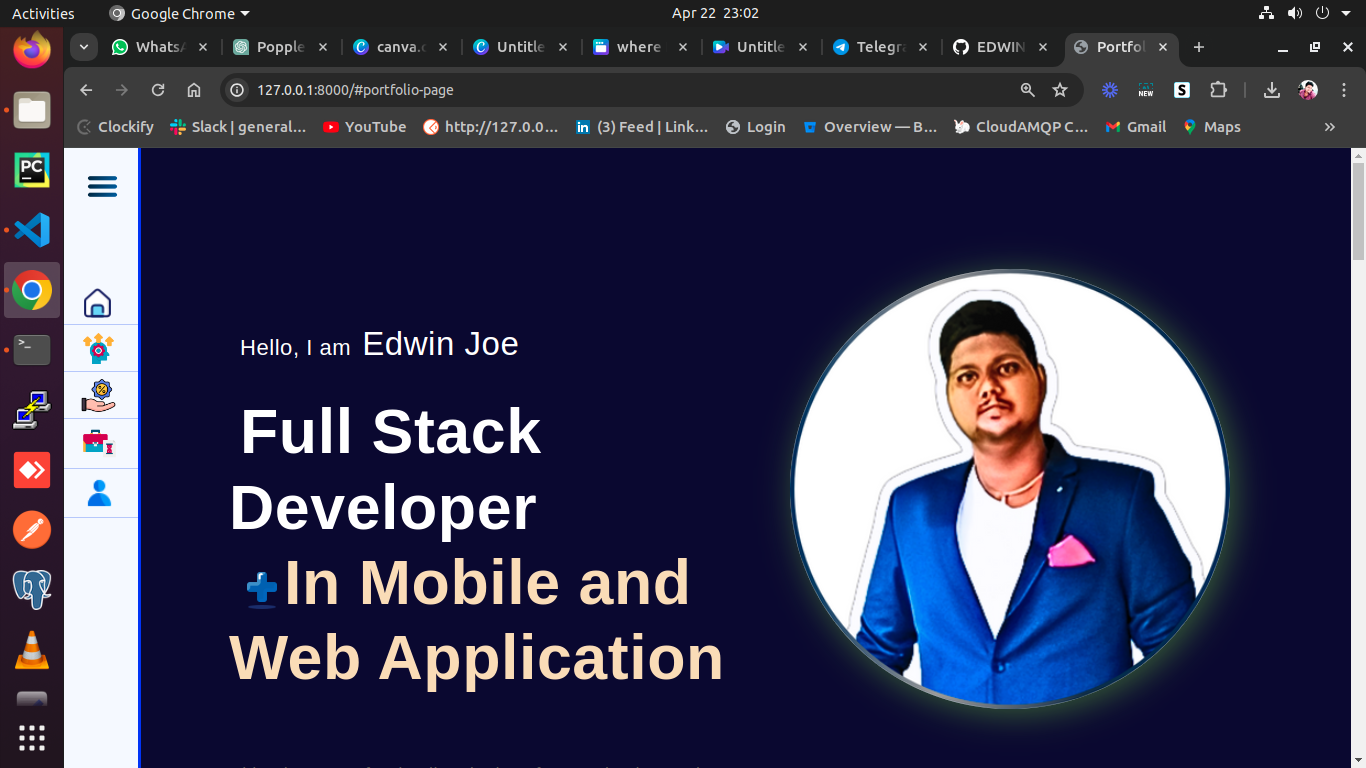 Activities Google Chrome Apr 22 23:02
WhatsA Popple canva.c Untitle where Untitle Telegra EDWIN Portfol
127.0.0.1:8000/#portfolio-page
NEW S
Clockify Slack | general... YouTube http://127.0.0... (3) Feed | Link... Login Overview — B... CloudAMQP C... Gmail Maps »
PC
Hello, I am Edwin Joe
Full Stack
Developer
In Mobile and
Web Application